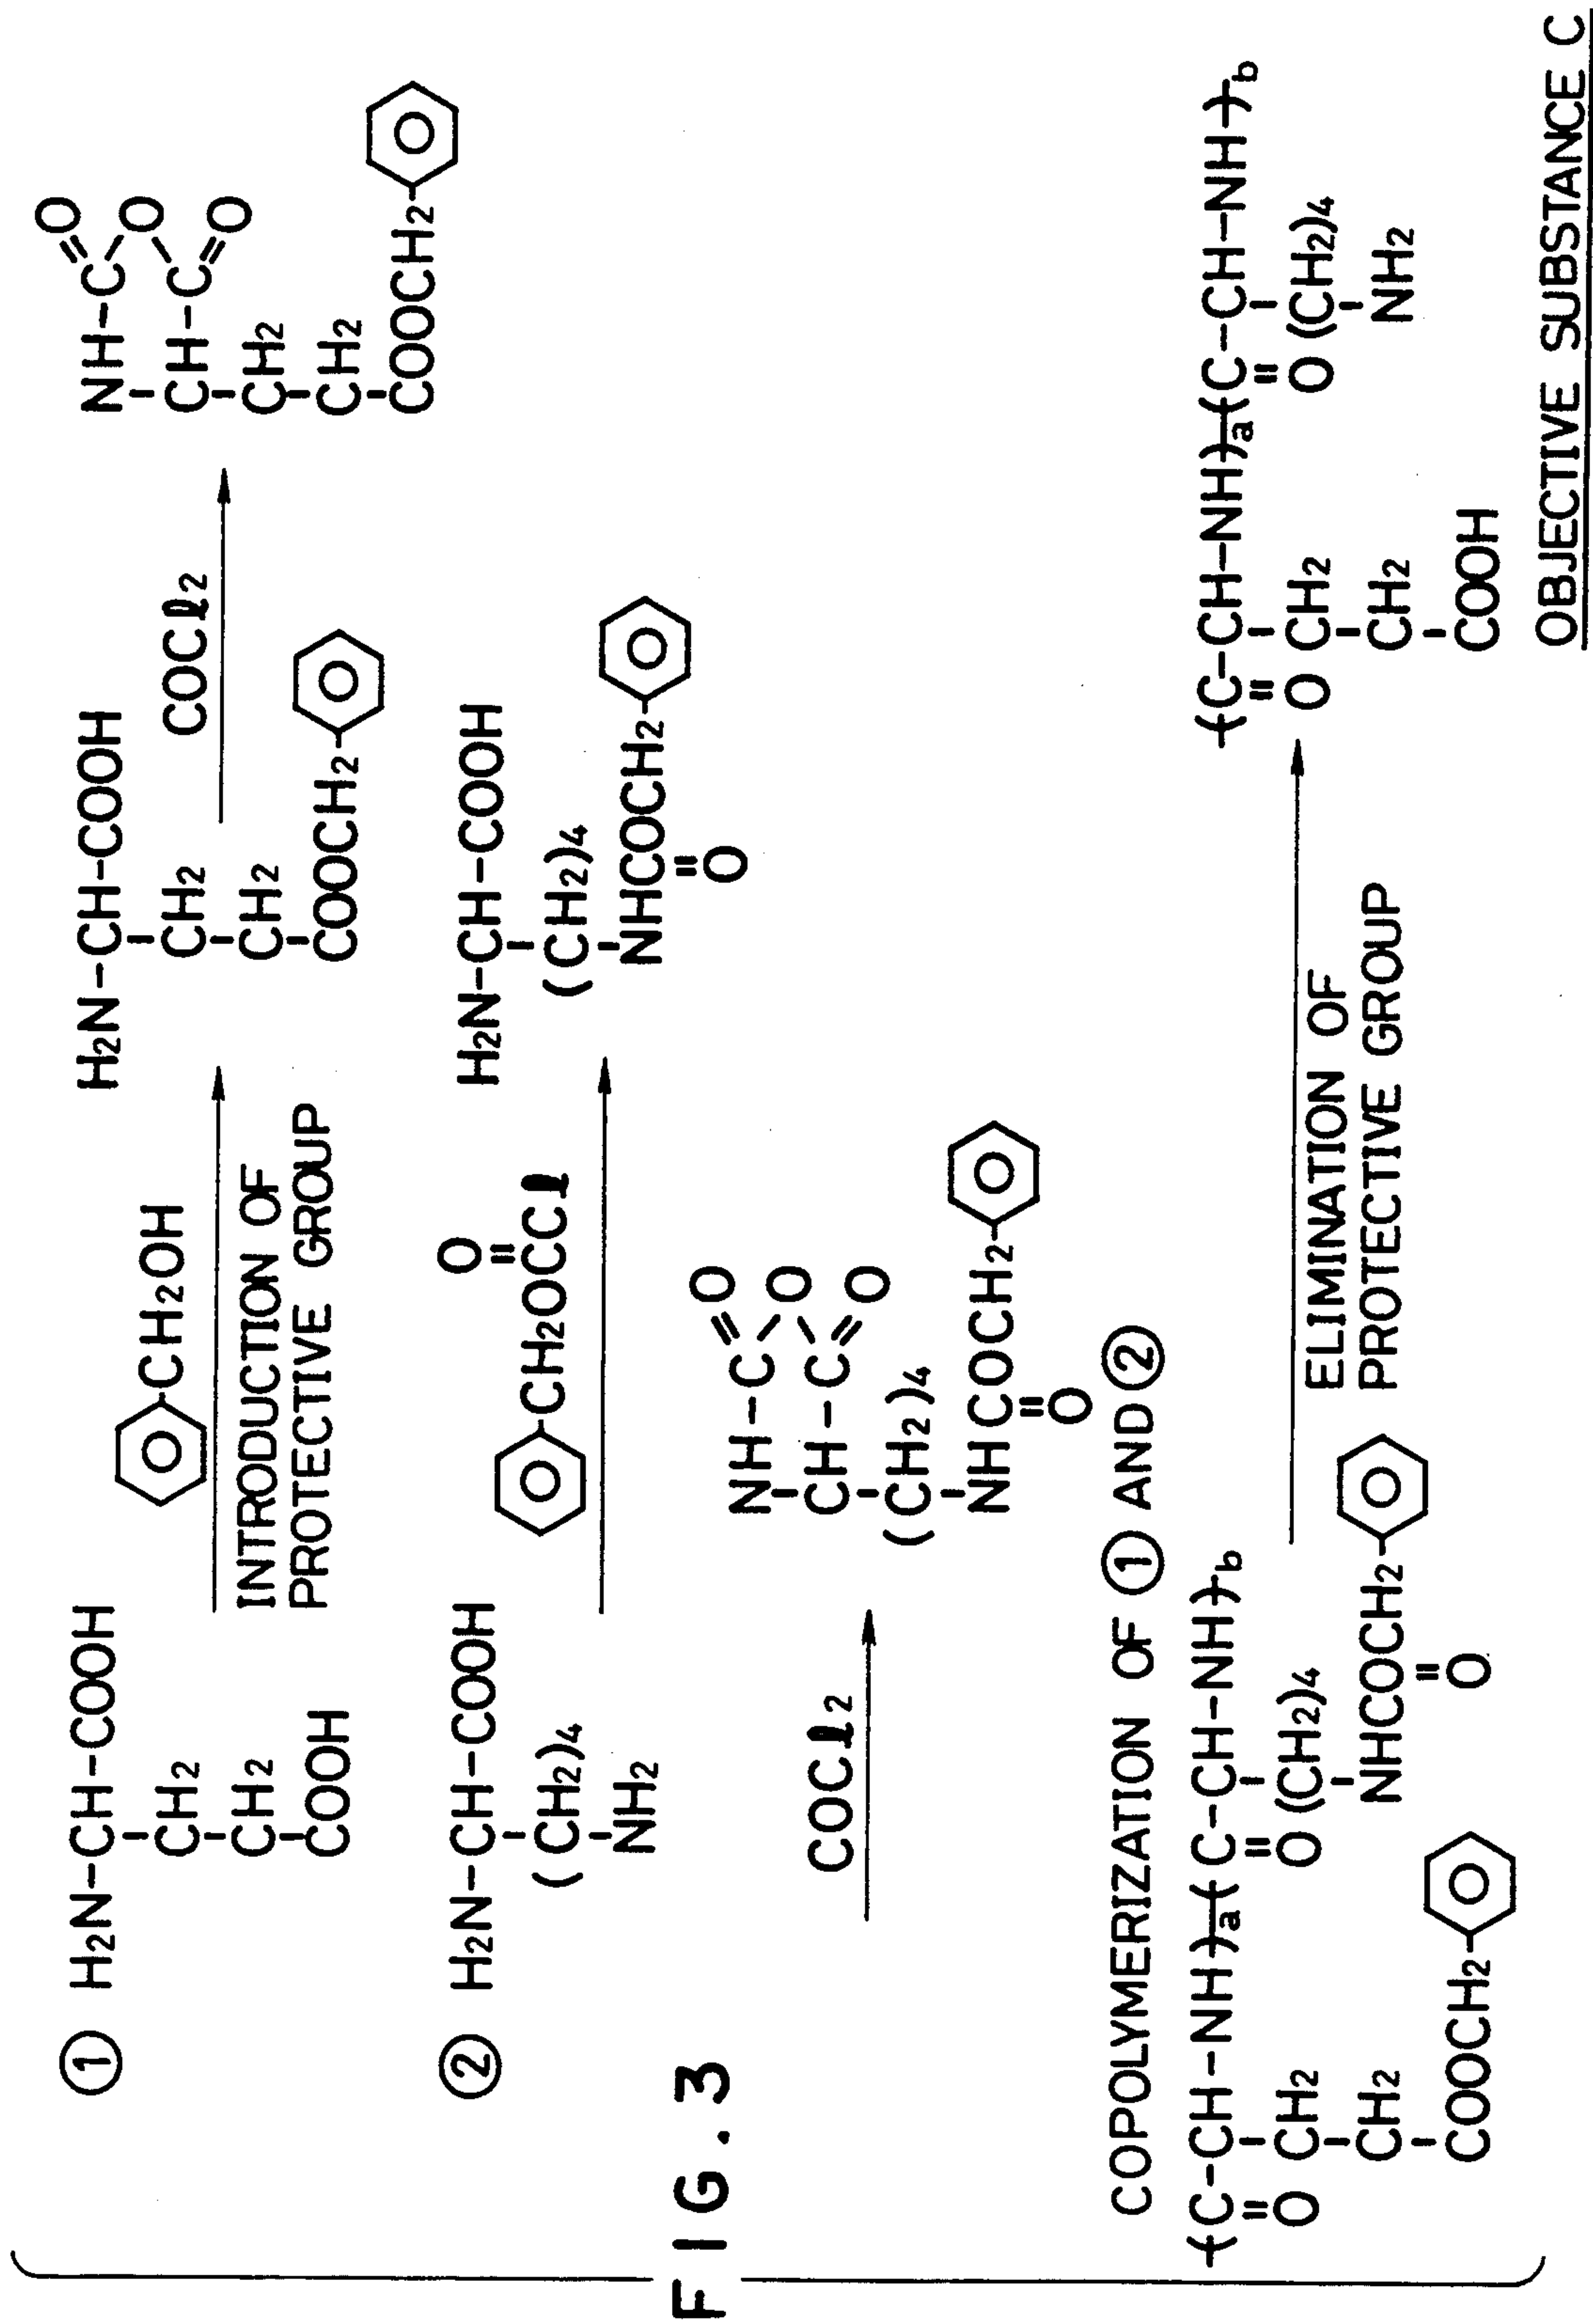 FIG.3
① H2N-CH-COOH
CH2
CH2
COOH
CH2OH
INTRODUCTION OF
PROTECTIVE GROUP
H2N-CH-COOH
CH2
CH2
COOCH2-
COCl2
NH-C=O
O
CH-C=O
CH2
CH2
COOCH2-
② H2N-CH-COOH
(CH2)4
NH2
O
CH2OCCl
H2N-CH-COOH
(CH2)4
NHCOCH2-
O
COCl2
NH-C=O
O
CH-C=O
(CH2)4
NHCOCH2-
O
COPOLYMERIZATION OF ① AND ②
(C-CH-NH)a(C-CH-NH)b
O CH2 O (CH2)4
CH2 NHCOCH2-
COOCH2- O
ELIMINATION OF
PROTECTIVE GROUP
(C-CH-NH)a(C-CH-NH)b
O CH2 O (CH2)4
CH2 NH2
COOH
OBJECTIVE SUBSTANCE C